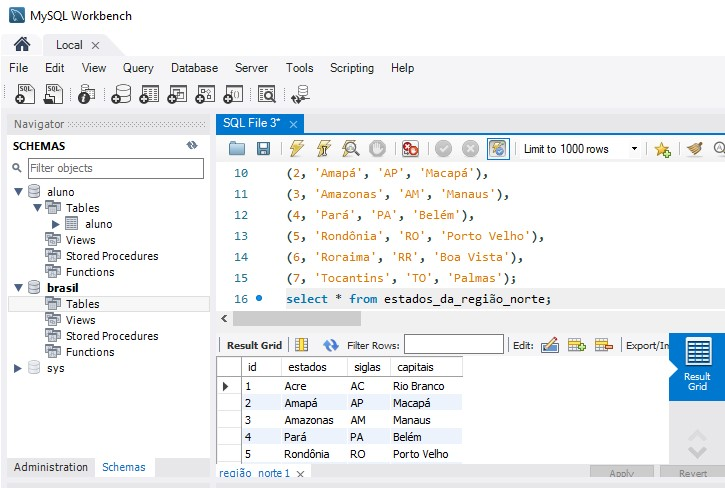 MySQL Workbench
Local
File Edit View Query Database Server Tools Scripting Help
Navigator
SCHEMAS
Filter objects
aluno
Tables
aluno
Views
Stored Procedures
Functions
brasil
Tables
Views
Stored Procedures
Functions
sys
Administration Schemas
SQL File 3*
Limit to 1000 rows
10 (2, 'Amapá', 'AP', 'Macapá'),
11 (3, 'Amazonas', 'AM', 'Manaus'),
12 (4, 'Pará', 'PA', 'Belém'),
13 (5, 'Rondônia', 'RO', 'Porto Velho'),
14 (6, 'Roraima', 'RR', 'Boa Vista'),
15 (7, 'Tocantins', 'TO', 'Palmas');
16 select * from estados_da_região_norte;
Result Grid Filter Rows: Edit: Export/Im
id estados siglas capitais
1 Acre AC Rio Branco
2 Amapá AP Macapá
3 Amazonas AM Manaus
4 Pará PA Belém
5 Rondônia RO Porto Velho
Result
Grid
região_norte 1 Apply Revert